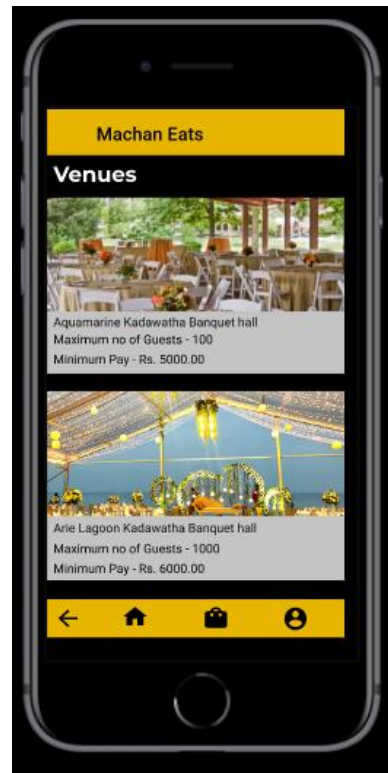 Machan Eats
Venues
Aquamarine Kadawatha Banquet hall
Maximum no of Guests - 100
Minimum Pay - Rs. 5000.00
Arie Lagoon Kadawatha Banquet hall
Maximum no of Guests - 1000
Minimum Pay - Rs. 6000.00